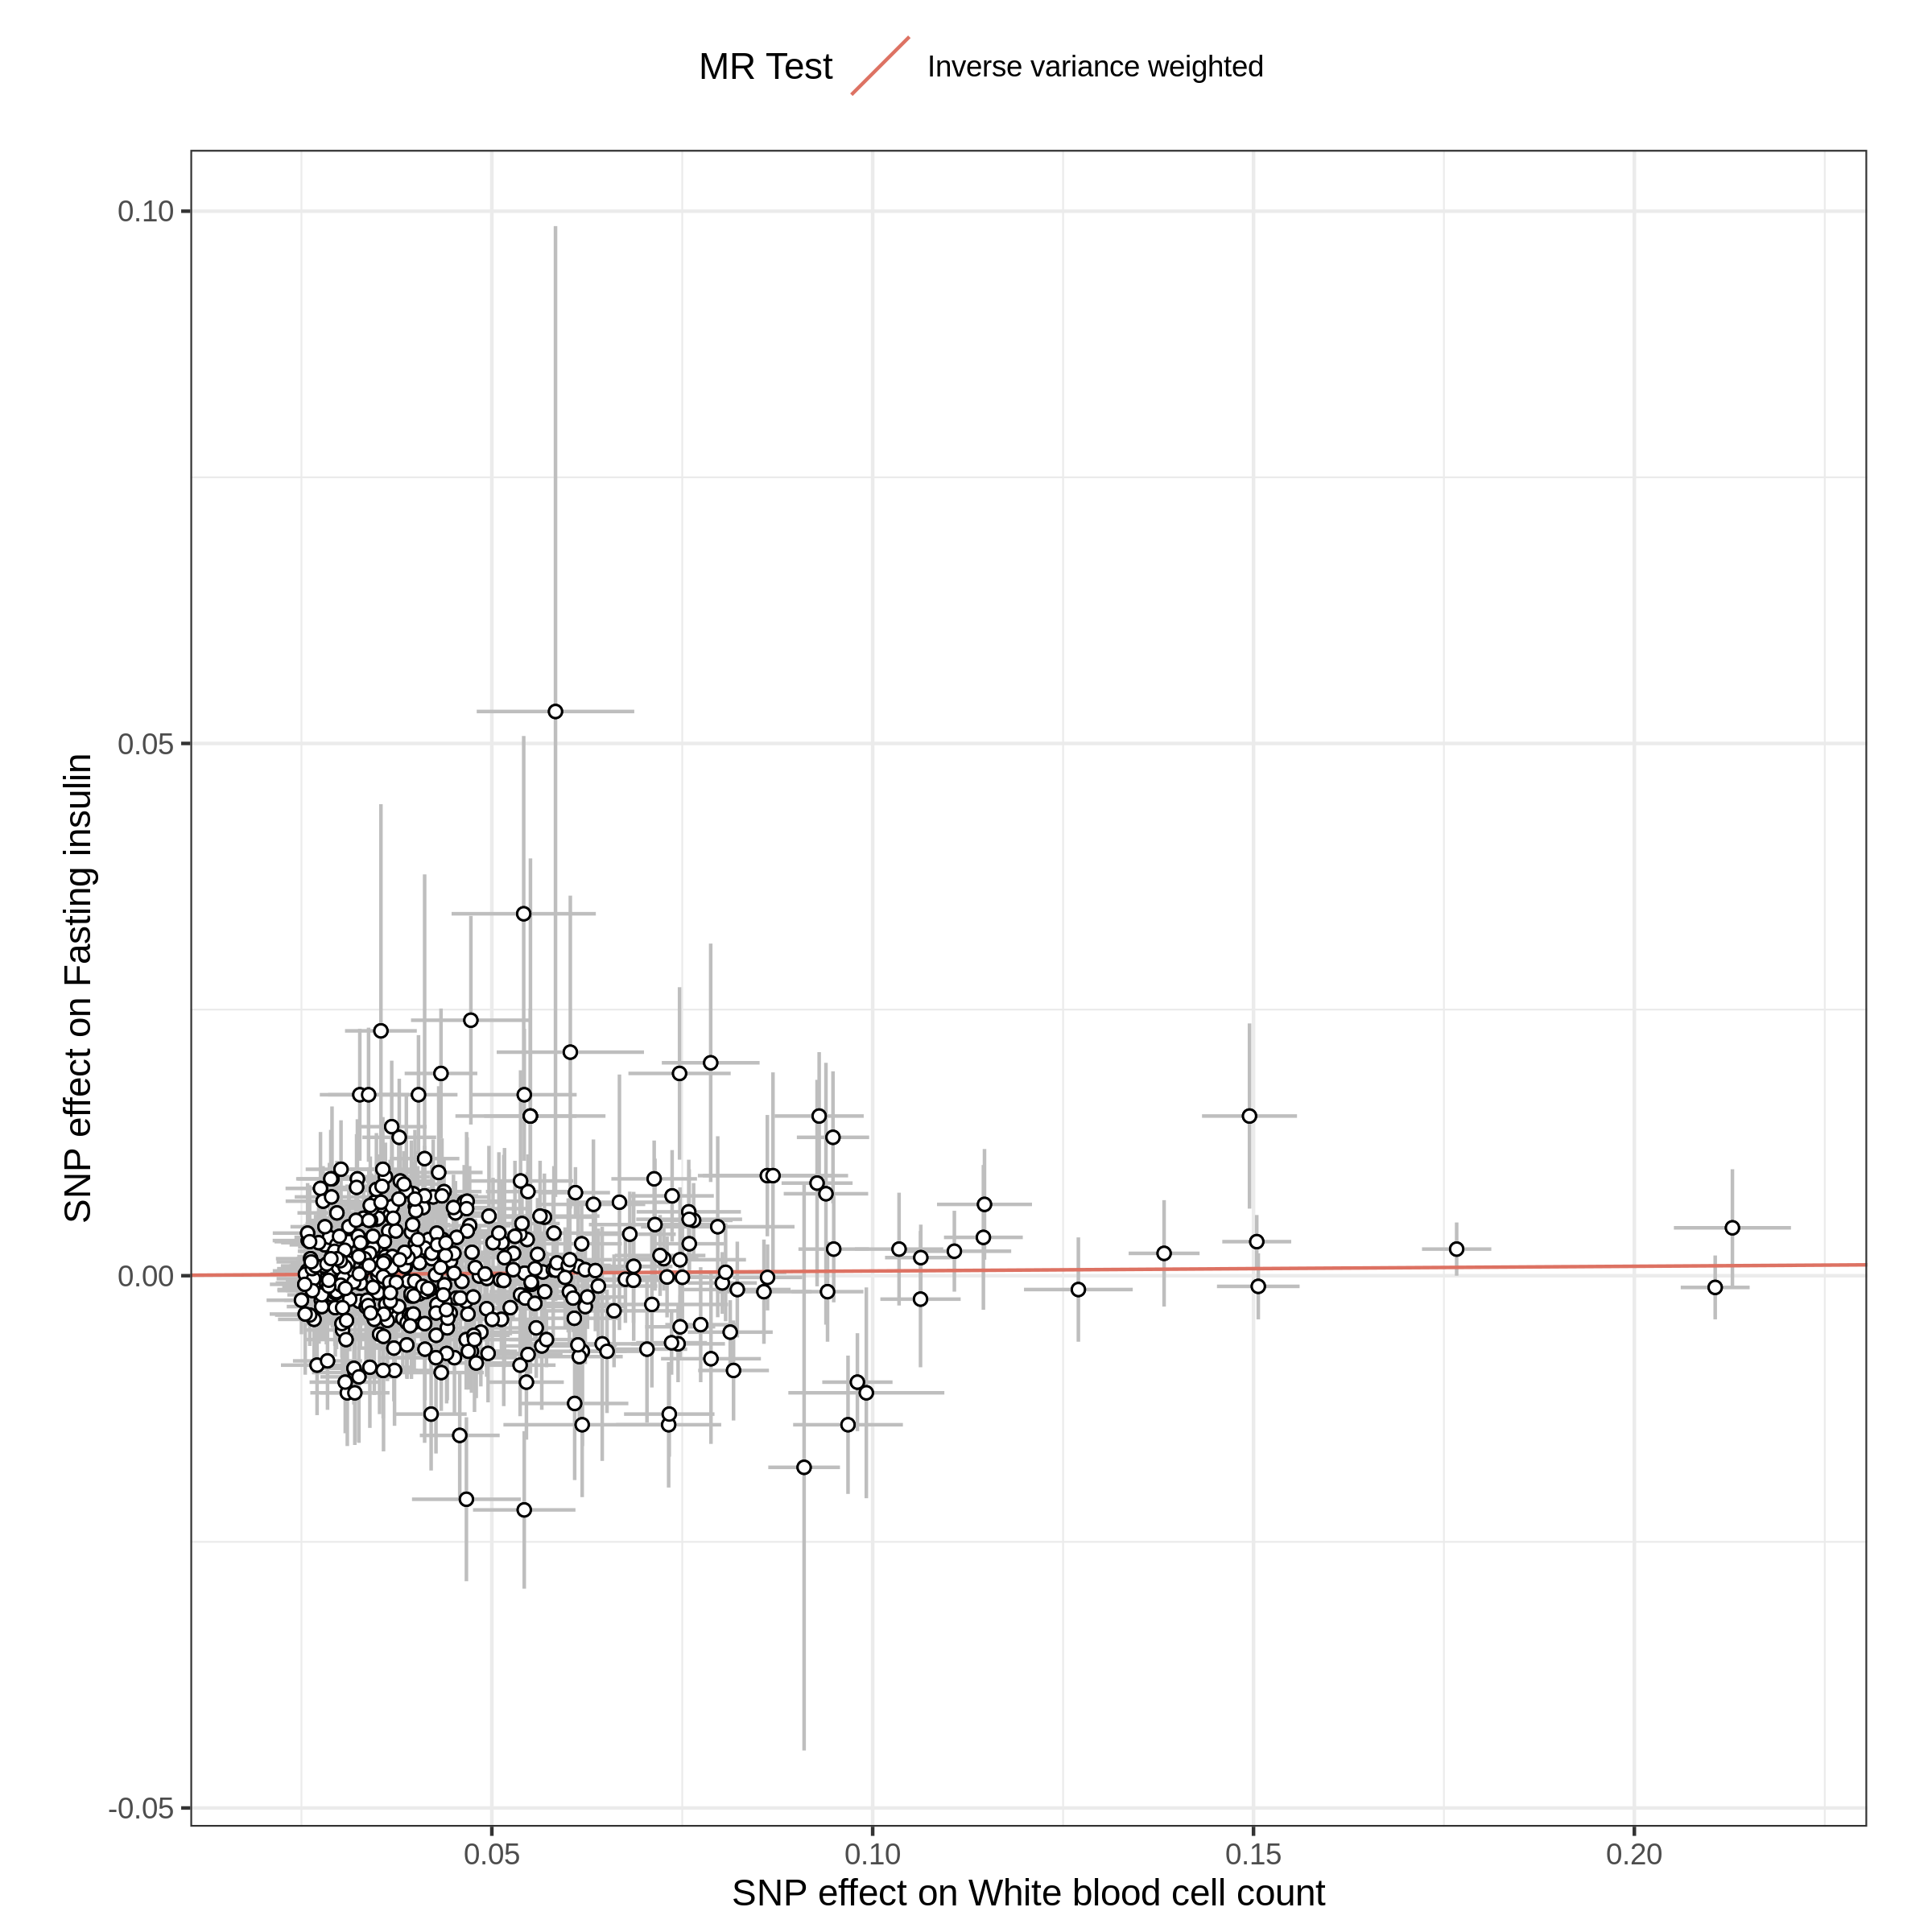 MR Test
Inverse variance weighted
0.10
0.05
0.00
-0.05
SNP effect on Fasting insulin
0.05
0.10
0.15
0.20
SNP effect on White blood cell count